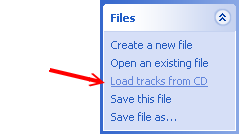 Files
Create a new file
Open an existing file
Load tracks from CD
Save this file
Save file as...